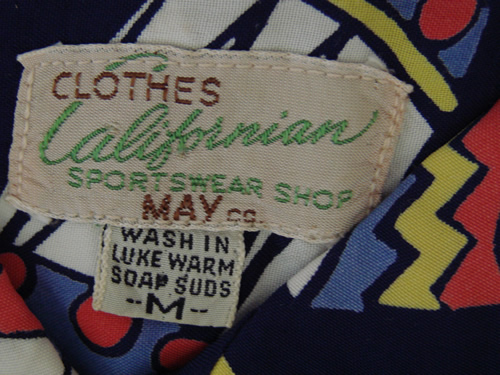 CLOTHES
Californian
SPORTSWEAR SHOP
MAY CO.
WASH IN
LUKE WARM
SOAP SUDS
--M--